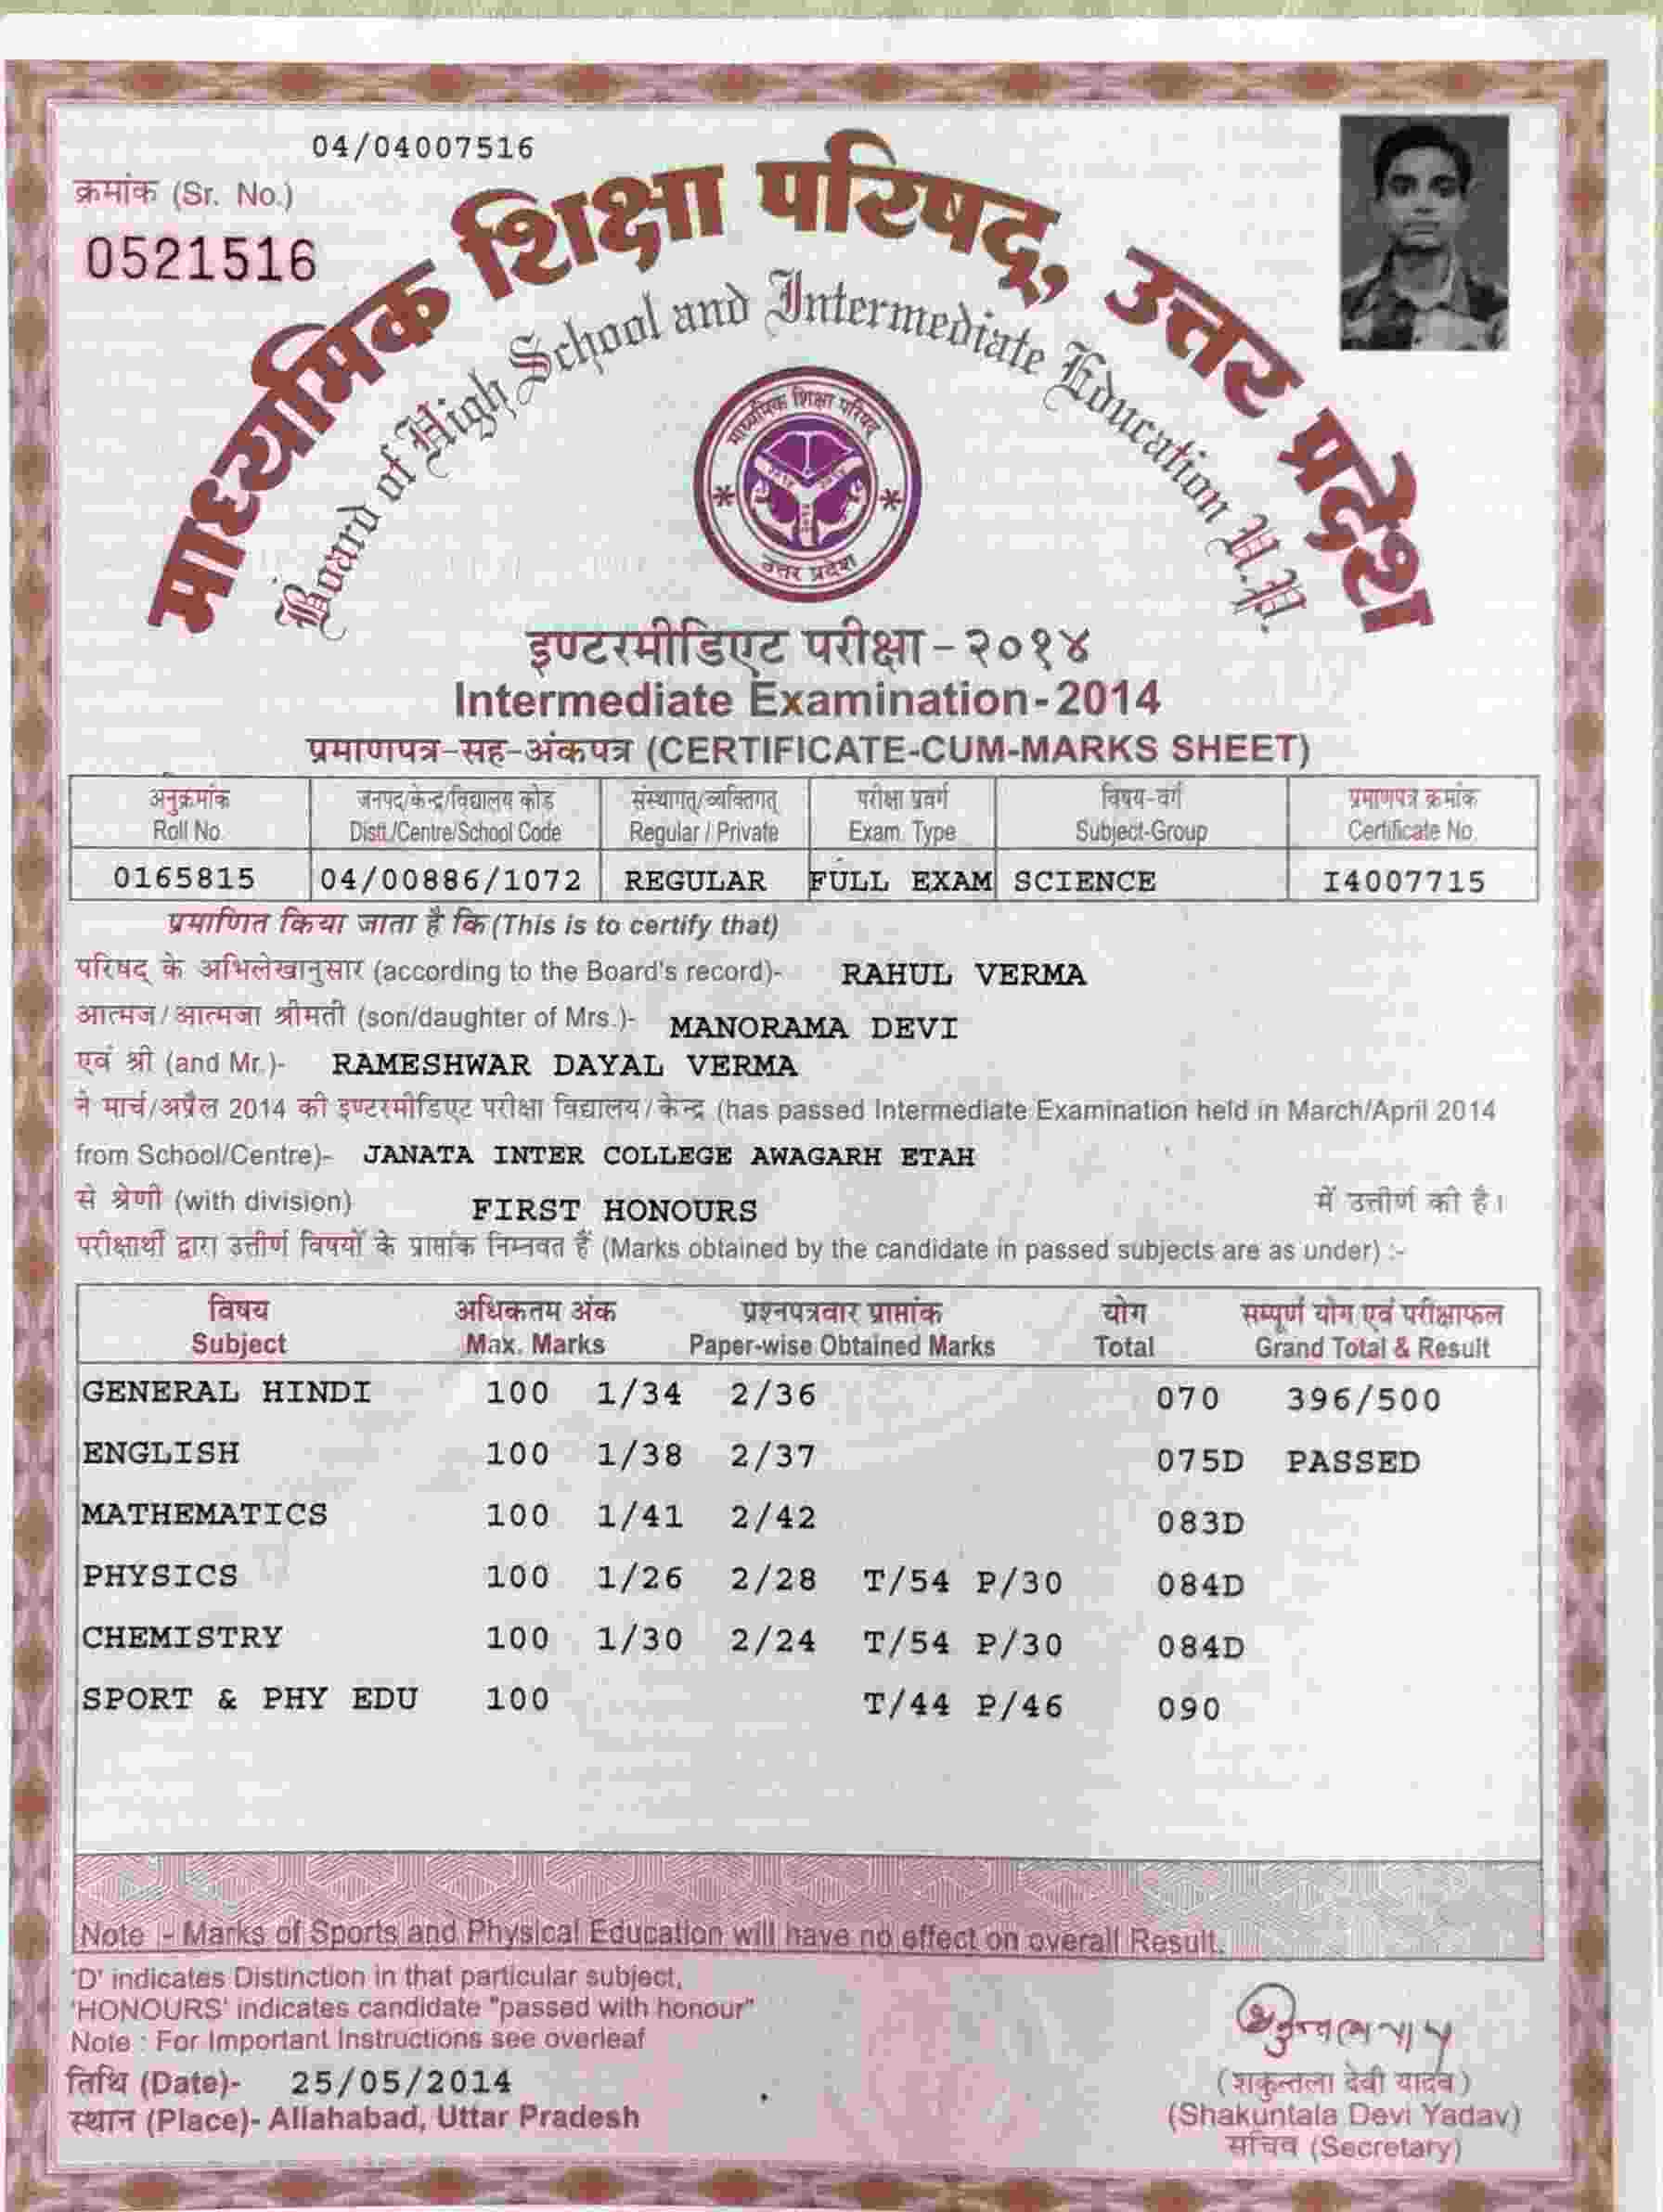 04/04007516
क्रमांक (Sr. No.)
0521516
माध्यमिक शिक्षा परिषद्, उत्तर प्रदेश
Board of High School and Intermediate Education U.P.
माध्यमिक शिक्षा परिषद्
उत्तर प्रदेश
इण्टरमीडिएट परीक्षा-२०१४
Intermediate Examination-2014
प्रमाणपत्र-सह-अंकपत्र (CERTIFICATE-CUM-MARKS SHEET)
अनुक्रमांक जनपद/केन्द्र/विद्यालय कोड संस्थागत्/व्यक्तिगत् परीक्षा प्रवर्ग विषय-वर्ग प्रमाणपत्र क्रमांक
Roll No. Distt./Centre/School Code Regular / Private Exam. Type Subject-Group Certificate No.
0165815 04/00886/1072 REGULAR FULL EXAM SCIENCE I4007715
प्रमाणित किया जाता है कि (This is to certify that)
परिषद् के अभिलेखानुसार (according to the Board's record)- RAHUL VERMA
आत्मज/आत्मजा श्रीमती (son/daughter of Mrs.)- MANORAMA DEVI
एवं श्री (and Mr.)- RAMESHWAR DAYAL VERMA
ने मार्च/अप्रैल 2014 की इण्टरमीडिएट परीक्षा विद्यालय/केन्द्र (has passed Intermediate Examination held in March/April 2014
from School/Centre)- JANATA INTER COLLEGE AWAGARH ETAH
से श्रेणी (with division) FIRST HONOURS में उत्तीर्ण की है।
परीक्षार्थी द्वारा उत्तीर्ण विषयों के प्राप्तांक निम्नवत हैं (Marks obtained by the candidate in passed subjects are as under) :-
विषय अधिकतम अंक प्रश्नपत्रवार प्राप्तांक योग सम्पूर्ण योग एवं परीक्षाफल
Subject Max. Marks Paper-wise Obtained Marks Total Grand Total & Result
GENERAL HINDI 100 1/34 2/36 070 396/500
ENGLISH 100 1/38 2/37 075D PASSED
MATHEMATICS 100 1/41 2/42 083D
PHYSICS 100 1/26 2/28 T/54 P/30 084D
CHEMISTRY 100 1/30 2/24 T/54 P/30 084D
SPORT & PHY EDU 100 T/44 P/46 090
Note :- Marks of Sports and Physical Education will have no effect on overall Result.
'D' indicates Distinction in that particular subject,
'HONOURS' indicates candidate "passed with honour"
Note : For Important Instructions see overleaf
तिथि (Date)- 25/05/2014
स्थान (Place)- Allahabad, Uttar Pradesh
(शकुन्तला देवी यादव)
(Shakuntala Devi Yadav)
सचिव (Secretary)